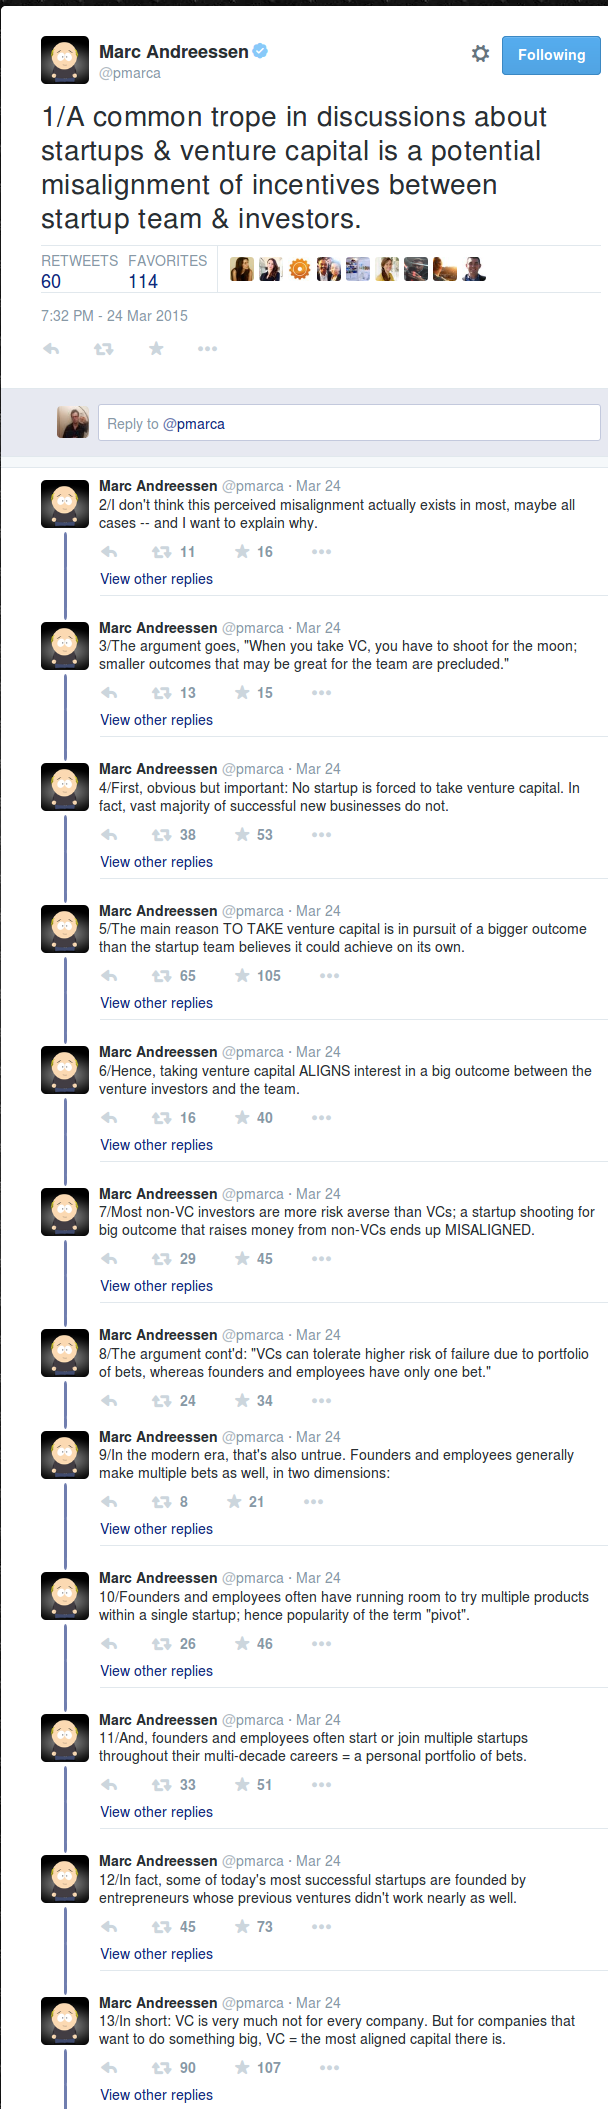 Marc Andreessen
@pmarca
Following
1/A common trope in discussions about
startups & venture capital is a potential
misalignment of incentives between
startup team & investors.
RETWEETS FAVORITES
60 114
7:32 PM - 24 Mar 2015
Reply to @pmarca
Marc Andreessen @pmarca · Mar 24
2/I don't think this perceived misalignment actually exists in most, maybe all
cases -- and I want to explain why.
11 16
View other replies
Marc Andreessen @pmarca · Mar 24
3/The argument goes, "When you take VC, you have to shoot for the moon;
smaller outcomes that may be great for the team are precluded."
13 15
View other replies
Marc Andreessen @pmarca · Mar 24
4/First, obvious but important: No startup is forced to take venture capital. In
fact, vast majority of successful new businesses do not.
38 53
View other replies
Marc Andreessen @pmarca · Mar 24
5/The main reason TO TAKE venture capital is in pursuit of a bigger outcome
than the startup team believes it could achieve on its own.
65 105
View other replies
Marc Andreessen @pmarca · Mar 24
6/Hence, taking venture capital ALIGNS interest in a big outcome between the
venture investors and the team.
16 40
View other replies
Marc Andreessen @pmarca · Mar 24
7/Most non-VC investors are more risk averse than VCs; a startup shooting for
big outcome that raises money from non-VCs ends up MISALIGNED.
29 45
View other replies
Marc Andreessen @pmarca · Mar 24
8/The argument cont'd: "VCs can tolerate higher risk of failure due to portfolio
of bets, whereas founders and employees have only one bet."
24 34
Marc Andreessen @pmarca · Mar 24
9/In the modern era, that's also untrue. Founders and employees generally
make multiple bets as well, in two dimensions:
8 21
View other replies
Marc Andreessen @pmarca · Mar 24
10/Founders and employees often have running room to try multiple products
within a single startup; hence popularity of the term "pivot".
26 46
View other replies
Marc Andreessen @pmarca · Mar 24
11/And, founders and employees often start or join multiple startups
throughout their multi-decade careers = a personal portfolio of bets.
33 51
View other replies
Marc Andreessen @pmarca · Mar 24
12/In fact, some of today's most successful startups are founded by
entrepreneurs whose previous ventures didn't work nearly as well.
45 73
View other replies
Marc Andreessen @pmarca · Mar 24
13/In short: VC is very much not for every company. But for companies that
want to do something big, VC = the most aligned capital there is.
90 107
View other replies